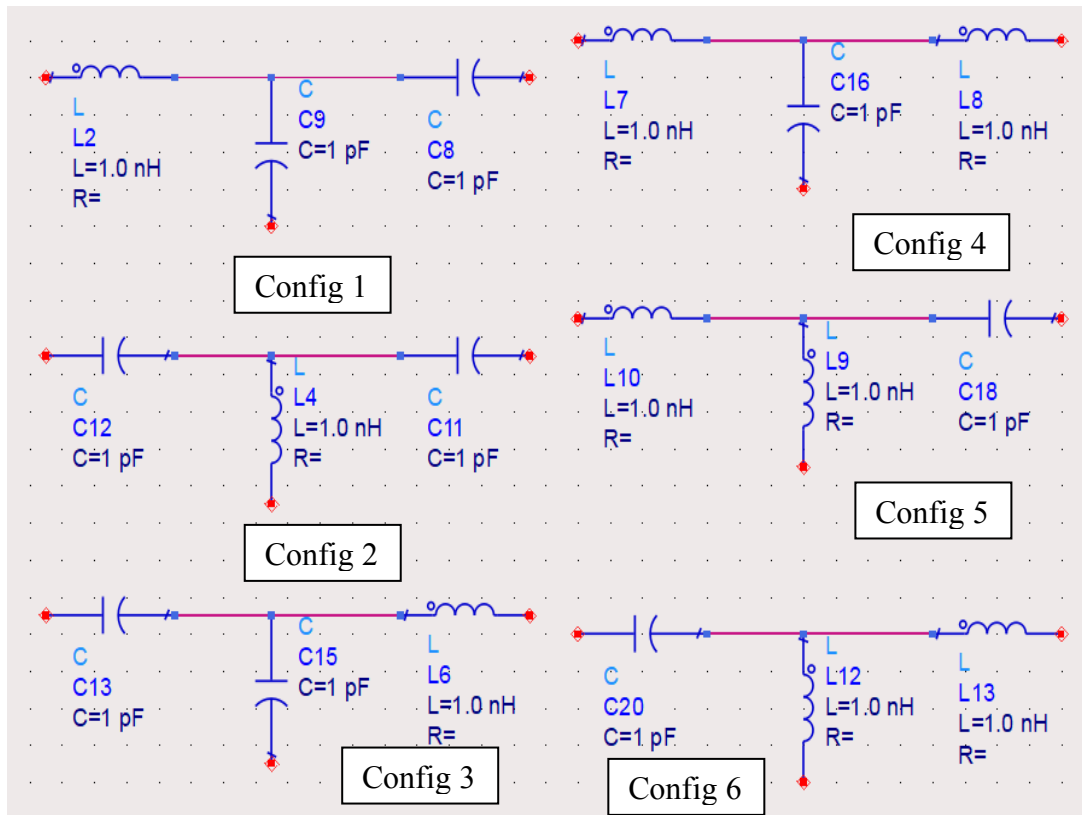 L
L2
L=1.0 nH
R=
C
C9
C=1 pF
C
C8
C=1 pF
Config 1
L
L7
L=1.0 nH
R=
C
C16
C=1 pF
L
L8
L=1.0 nH
R=
Config 4
C
C12
C=1 pF
L
L4
L=1.0 nH
R=
C
C11
C=1 pF
Config 2
L
L10
L=1.0 nH
R=
L
L9
L=1.0 nH
R=
C
C18
C=1 pF
Config 5
C
C13
C=1 pF
C
C15
C=1 pF
L
L6
L=1.0 nH
R=
Config 3
C
C20
C=1 pF
L
L12
L=1.0 nH
R=
L
L13
L=1.0 nH
R=
Config 6